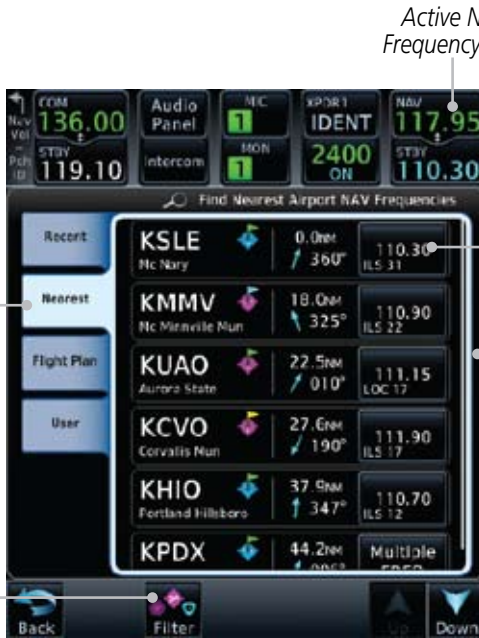 Active N
Frequency
COM
136.00
STBY
119.10
Audio
Panel
Intercom
MIC
1
MON
1
XPDR1
IDENT
2400
ON
NAV
117.95
STBY
110.30
Nav
Vol
Psh
ID
Find Nearest Airport NAV Frequencies
Recent
Nearest
Flight Plan
User
KSLE
Mc Nary
0.0NM
360°
110.30
ILS 31
KMMV
Mc Minnville Mun
18.0NM
325°
110.90
ILS 22
KUAO
Aurora State
22.5NM
010°
111.15
LOC 17
KCVO
Corvallis Mun
27.6NM
190°
111.90
ILS 17
KHIO
Portland Hillsboro
37.9NM
347°
110.70
ILS 12
KPDX
44.2NM
Multiple
Back
Filter
Up
Down